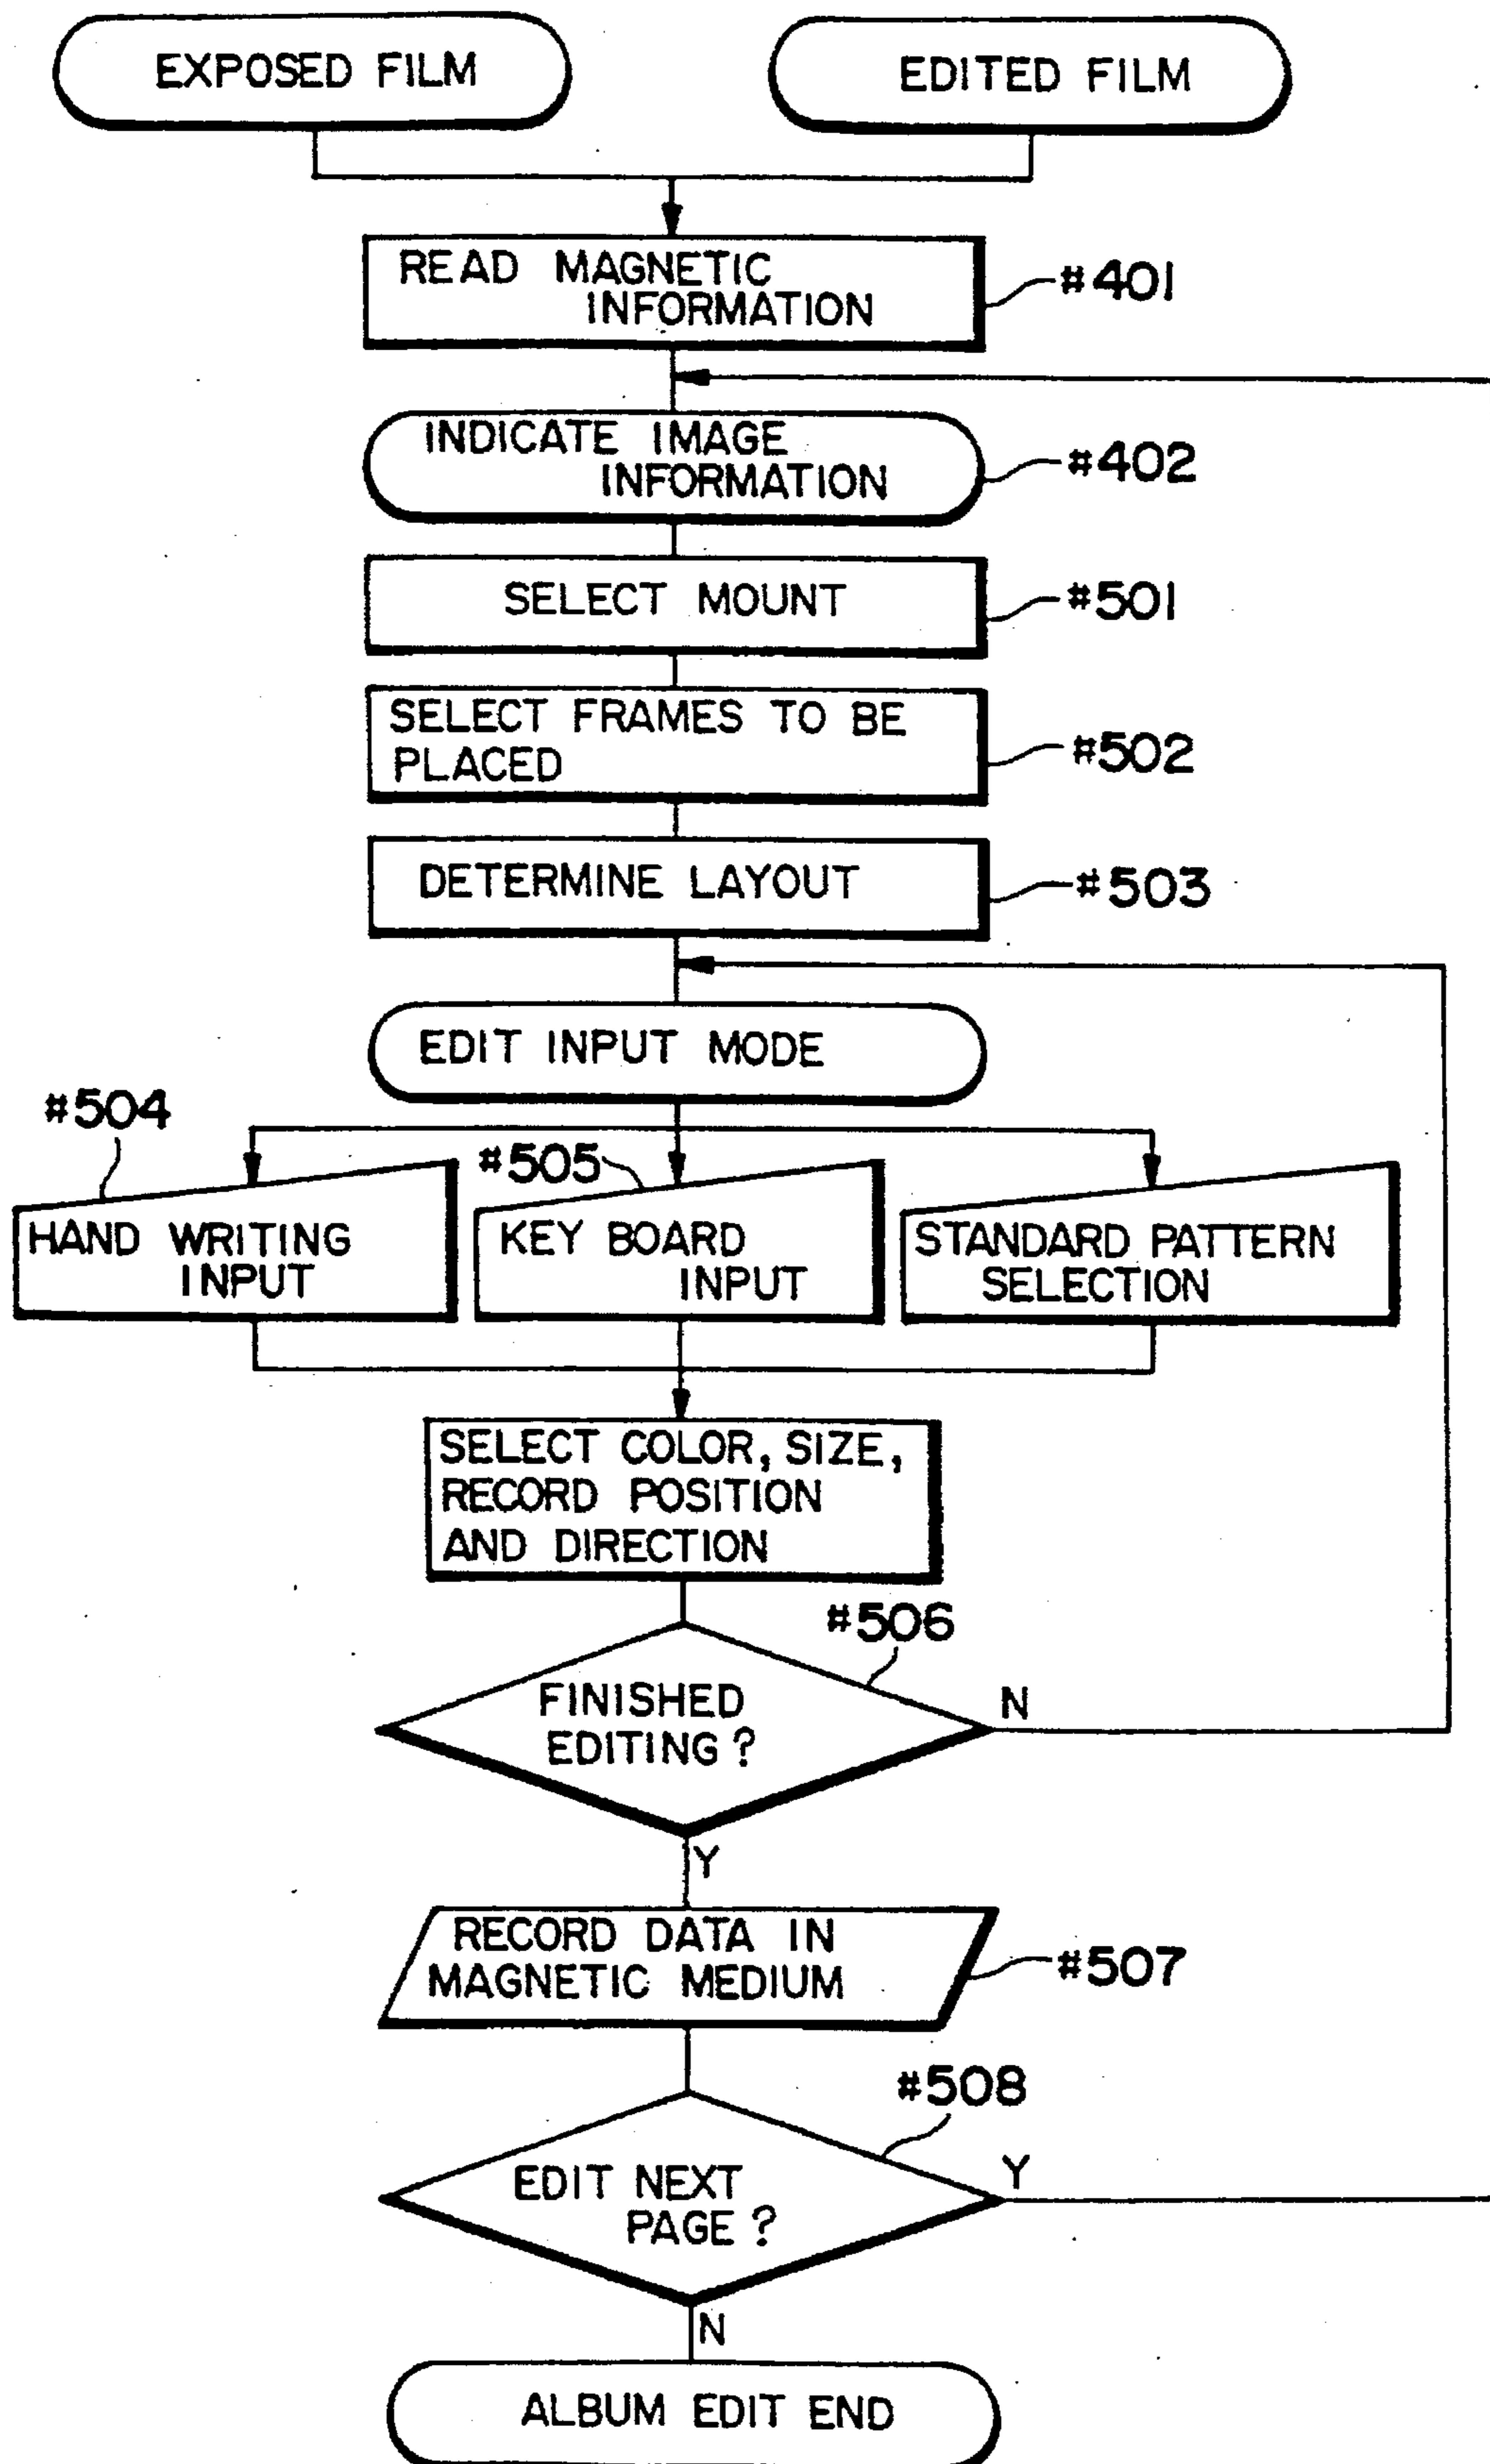 EXPOSED FILM
EDITED FILM
READ MAGNETIC
INFORMATION
#401
INDICATE IMAGE
INFORMATION
#402
SELECT MOUNT
#501
SELECT FRAMES TO BE
PLACED
#502
DETERMINE LAYOUT
#503
EDIT INPUT MODE
#504
HAND WRITING
INPUT
#505
KEY BOARD
INPUT
STANDARD PATTERN
SELECTION
SELECT COLOR, SIZE,
RECORD POSITION
AND DIRECTION
#506
FINISHED
EDITING ?
N
Y
RECORD DATA IN
MAGNETIC MEDIUM
#507
#508
EDIT NEXT
PAGE ?
Y
N
ALBUM EDIT END